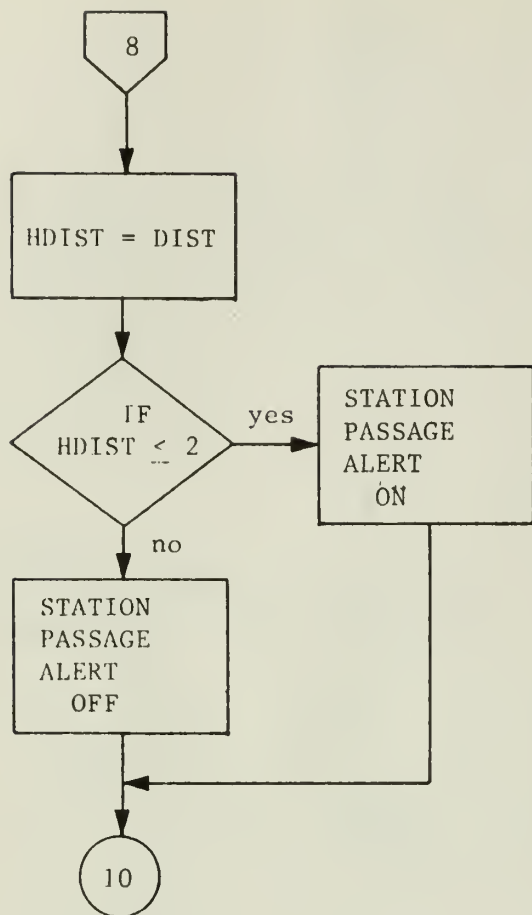 8
HDIST = DIST
IF
HDIST ≤ 2
yes
STATION
PASSAGE
ALERT
ON
no
STATION
PASSAGE
ALERT
OFF
10